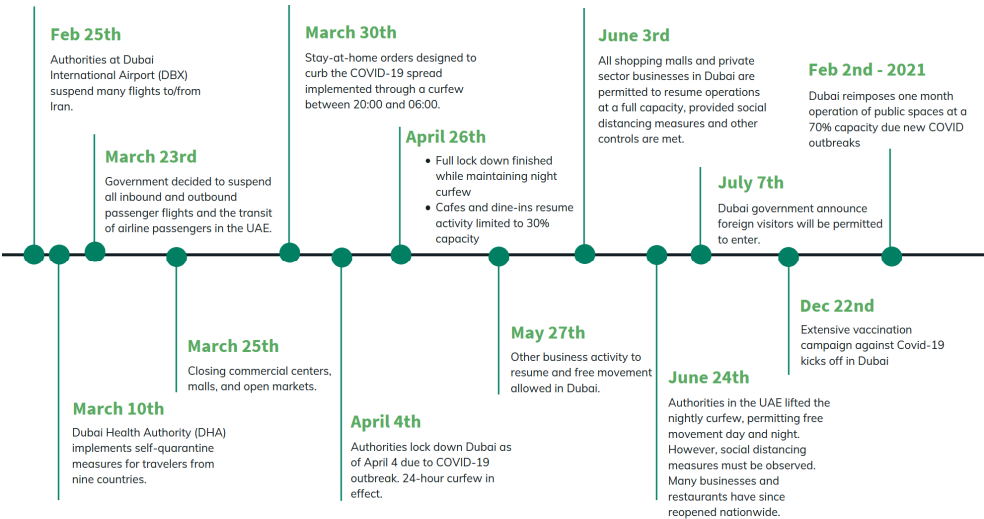 Feb 25th
Authorities at Dubai
International Airport (DBX)
suspend many flights to/from
Iran.
March 10th
Dubai Health Authority (DHA)
implements self-quarantine
measures for travelers from
nine countries.
March 23rd
Government decided to suspend
all inbound and outbound
passenger flights and the transit
of airline passengers in the UAE.
March 25th
Closing commercial centers,
malls, and open markets.
March 30th
Stay-at-home orders designed to
curb the COVID-19 spread
implemented through a curfew
between 20:00 and 06:00.
April 4th
Authorities lock down Dubai as
of April 4 due to COVID-19
outbreak. 24-hour curfew in
effect.
April 26th
• Full lock down finished
while maintaining night
curfew
• Cafes and dine-ins resume
activity limited to 30%
capacity
May 27th
Other business activity to
resume and free movement
allowed in Dubai.
June 3rd
All shopping malls and private
sector businesses in Dubai are
permitted to resume operations
at a full capacity, provided social
distancing measures and other
controls are met.
June 24th
Authorities in the UAE lifted the
nightly curfew, permitting free
movement day and night.
However, social distancing
measures must be observed.
Many businesses and
restaurants have since
reopened nationwide.
July 7th
Dubai government announce
foreign visitors will be permitted
to enter.
Dec 22nd
Extensive vaccination
campaign against Covid-19
kicks off in Dubai
Feb 2nd - 2021
Dubai reimposes one month
operation of public spaces at a
70% capacity due new COVID
outbreaks